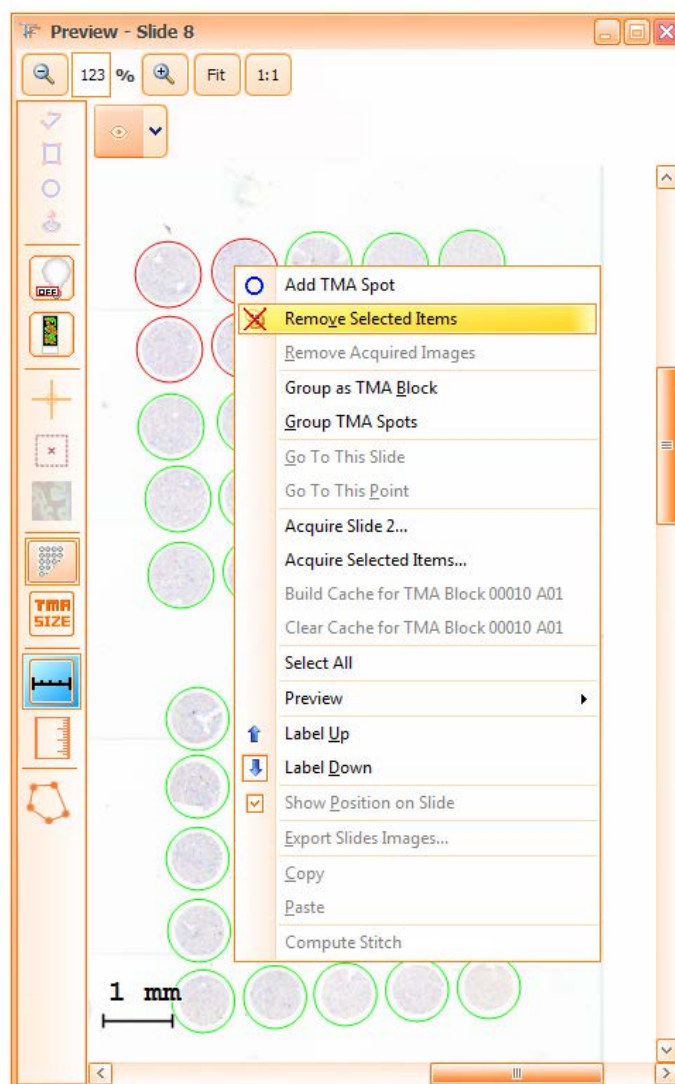 Preview - Slide 8
123 %
Fit
1:1
OFF
Add TMA Spot
Remove Selected Items
Remove Acquired Images
Group as TMA Block
Group TMA Spots
Go To This Slide
Go To This Point
Acquire Slide 2...
Acquire Selected Items...
Build Cache for TMA Block 00010 A01
Clear Cache for TMA Block 00010 A01
TMA
SIZE
Select All
Preview
Label Up
Label Down
Show Position on Slide
Export Slides Images...
Copy
Paste
Compute Stitch
1 mm